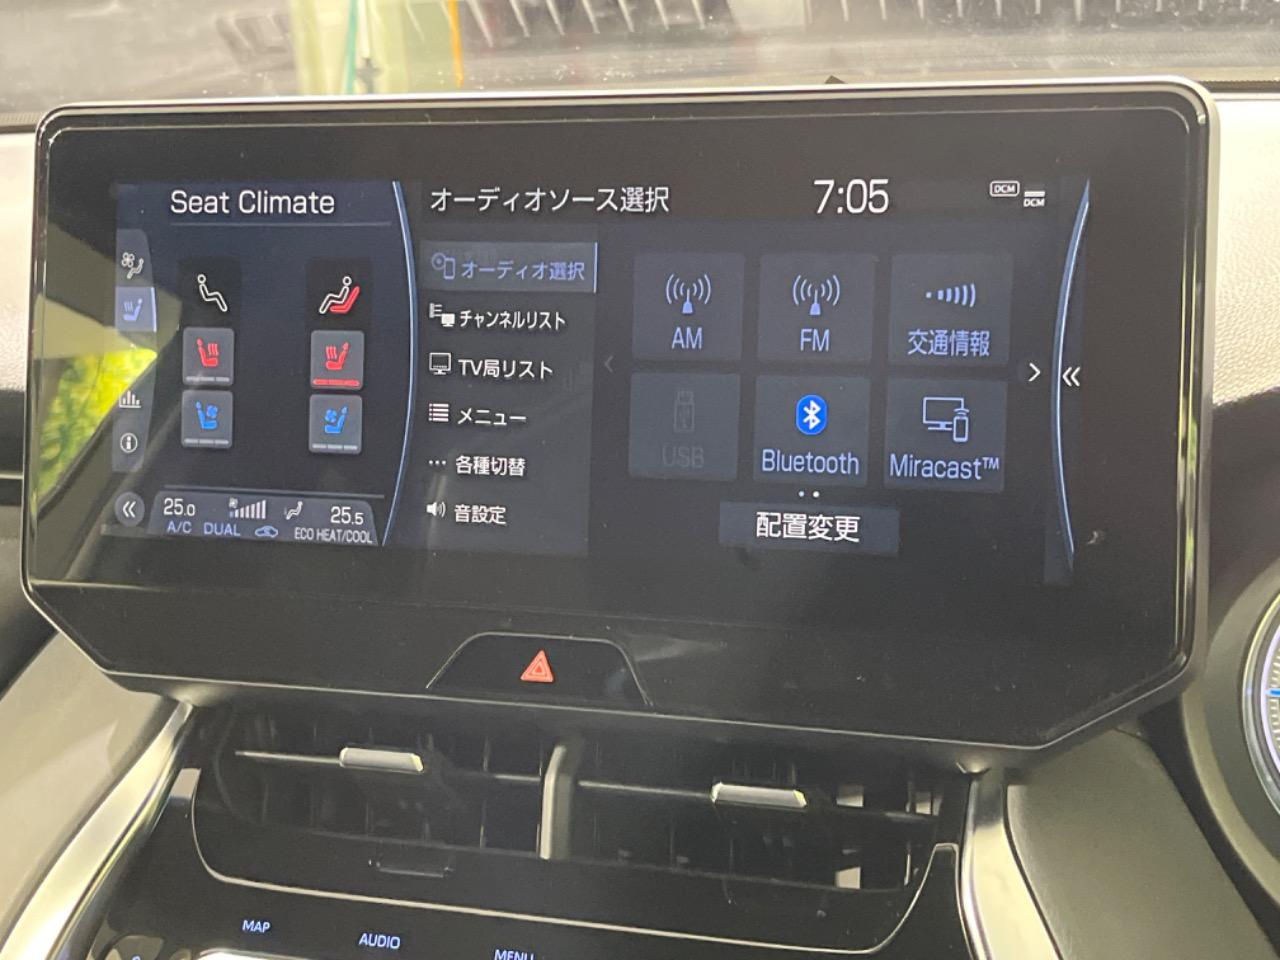 Seat Climate
オーディオソース選択
7:05
DCM
DCM
オーディオ選択
チャンネルリスト
TV局リスト
メニュー
各種切替
音設定
AM
FM
交通情報
USB
Bluetooth
Miracast™
配置変更
25.0
25.5
A/C
DUAL
ECO HEAT/COOL
MAP
AUDIO
MENU